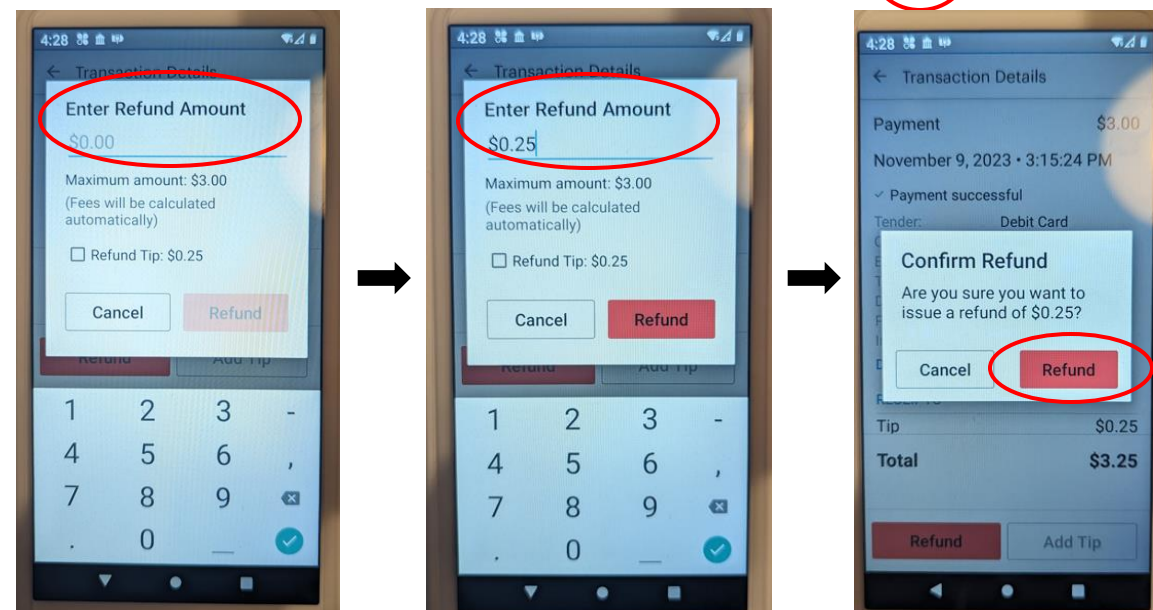 4:28
Transaction Details
Enter Refund Amount
$0.00
Maximum amount: $3.00
(Fees will be calculated
automatically)
Refund Tip: $0.25
Cancel Refund
Refund Add Tip
1 2 3 -
4 5 6 ,
7 8 9
. 0
4:28
Transaction Details
Enter Refund Amount
$0.25
Maximum amount: $3.00
(Fees will be calculated
automatically)
Refund Tip: $0.25
Cancel Refund
Refund Add Tip
1 2 3 -
4 5 6 ,
7 8 9
. 0
4:28
Transaction Details
Payment $3.00
November 9, 2023 • 3:15:24 PM
Payment successful
Tender: Debit Card
Confirm Refund
Are you sure you want to
issue a refund of $0.25?
Cancel Refund
Tip $0.25
Total $3.25
Refund Add Tip